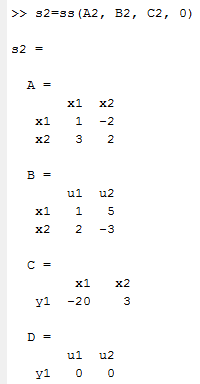 >> s2=ss(A2, B2, C2, 0)
s2 =
A =
x1 x2
x1 1 -2
x2 3 2
B =
u1 u2
x1 1 5
x2 2 -3
C =
x1 x2
y1 -20 3
D =
u1 u2
y1 0 0